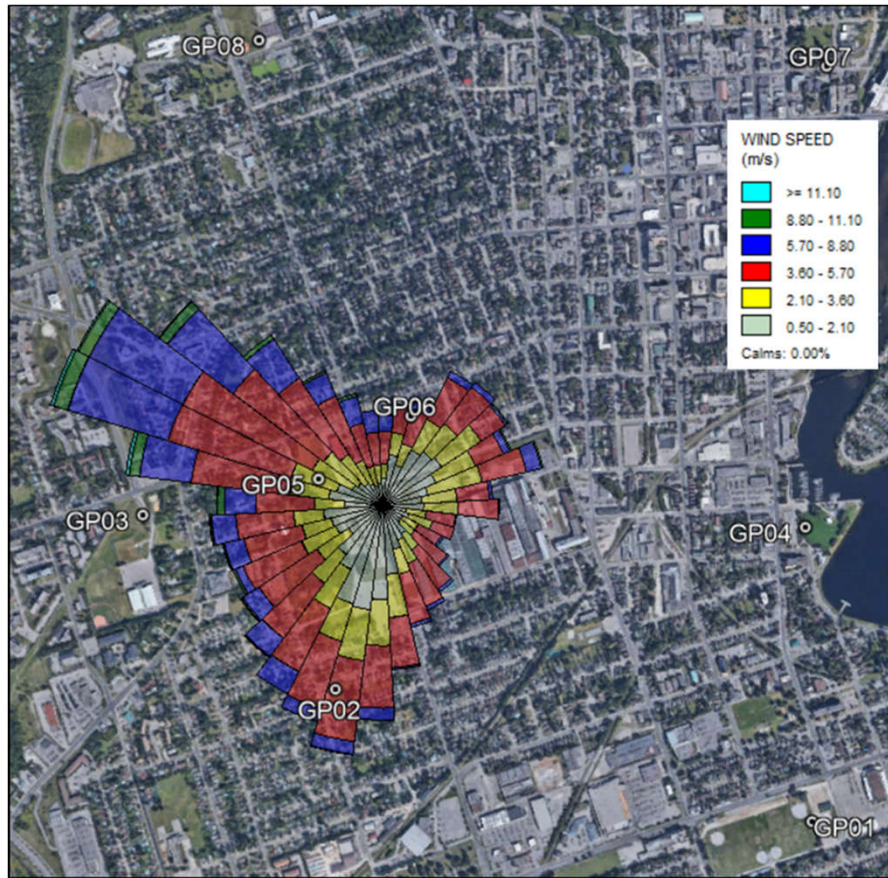 GP08
GP07
WIND SPEED
(m/s)
>= 11.10
8.80 - 11.10
5.70 - 8.80
3.60 - 5.70
2.10 - 3.60
0.50 - 2.10
Calms: 0.00%
GP06
GP05
GP03
GP04
GP02
GP01